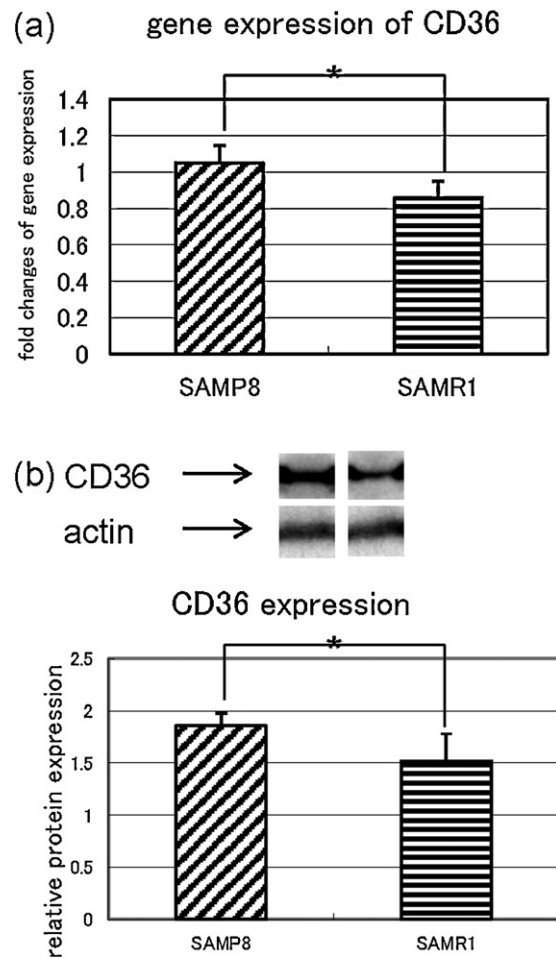 (a) gene expression of CD36
*
fold changes of gene expression
1.4
1.2
1
0.8
0.6
0.4
0.2
0
SAMP8 SAMR1
(b) CD36
actin
CD36 expression
*
relative protein expression
2.5
2
1.5
1
0.5
0
SAMP8 SAMR1